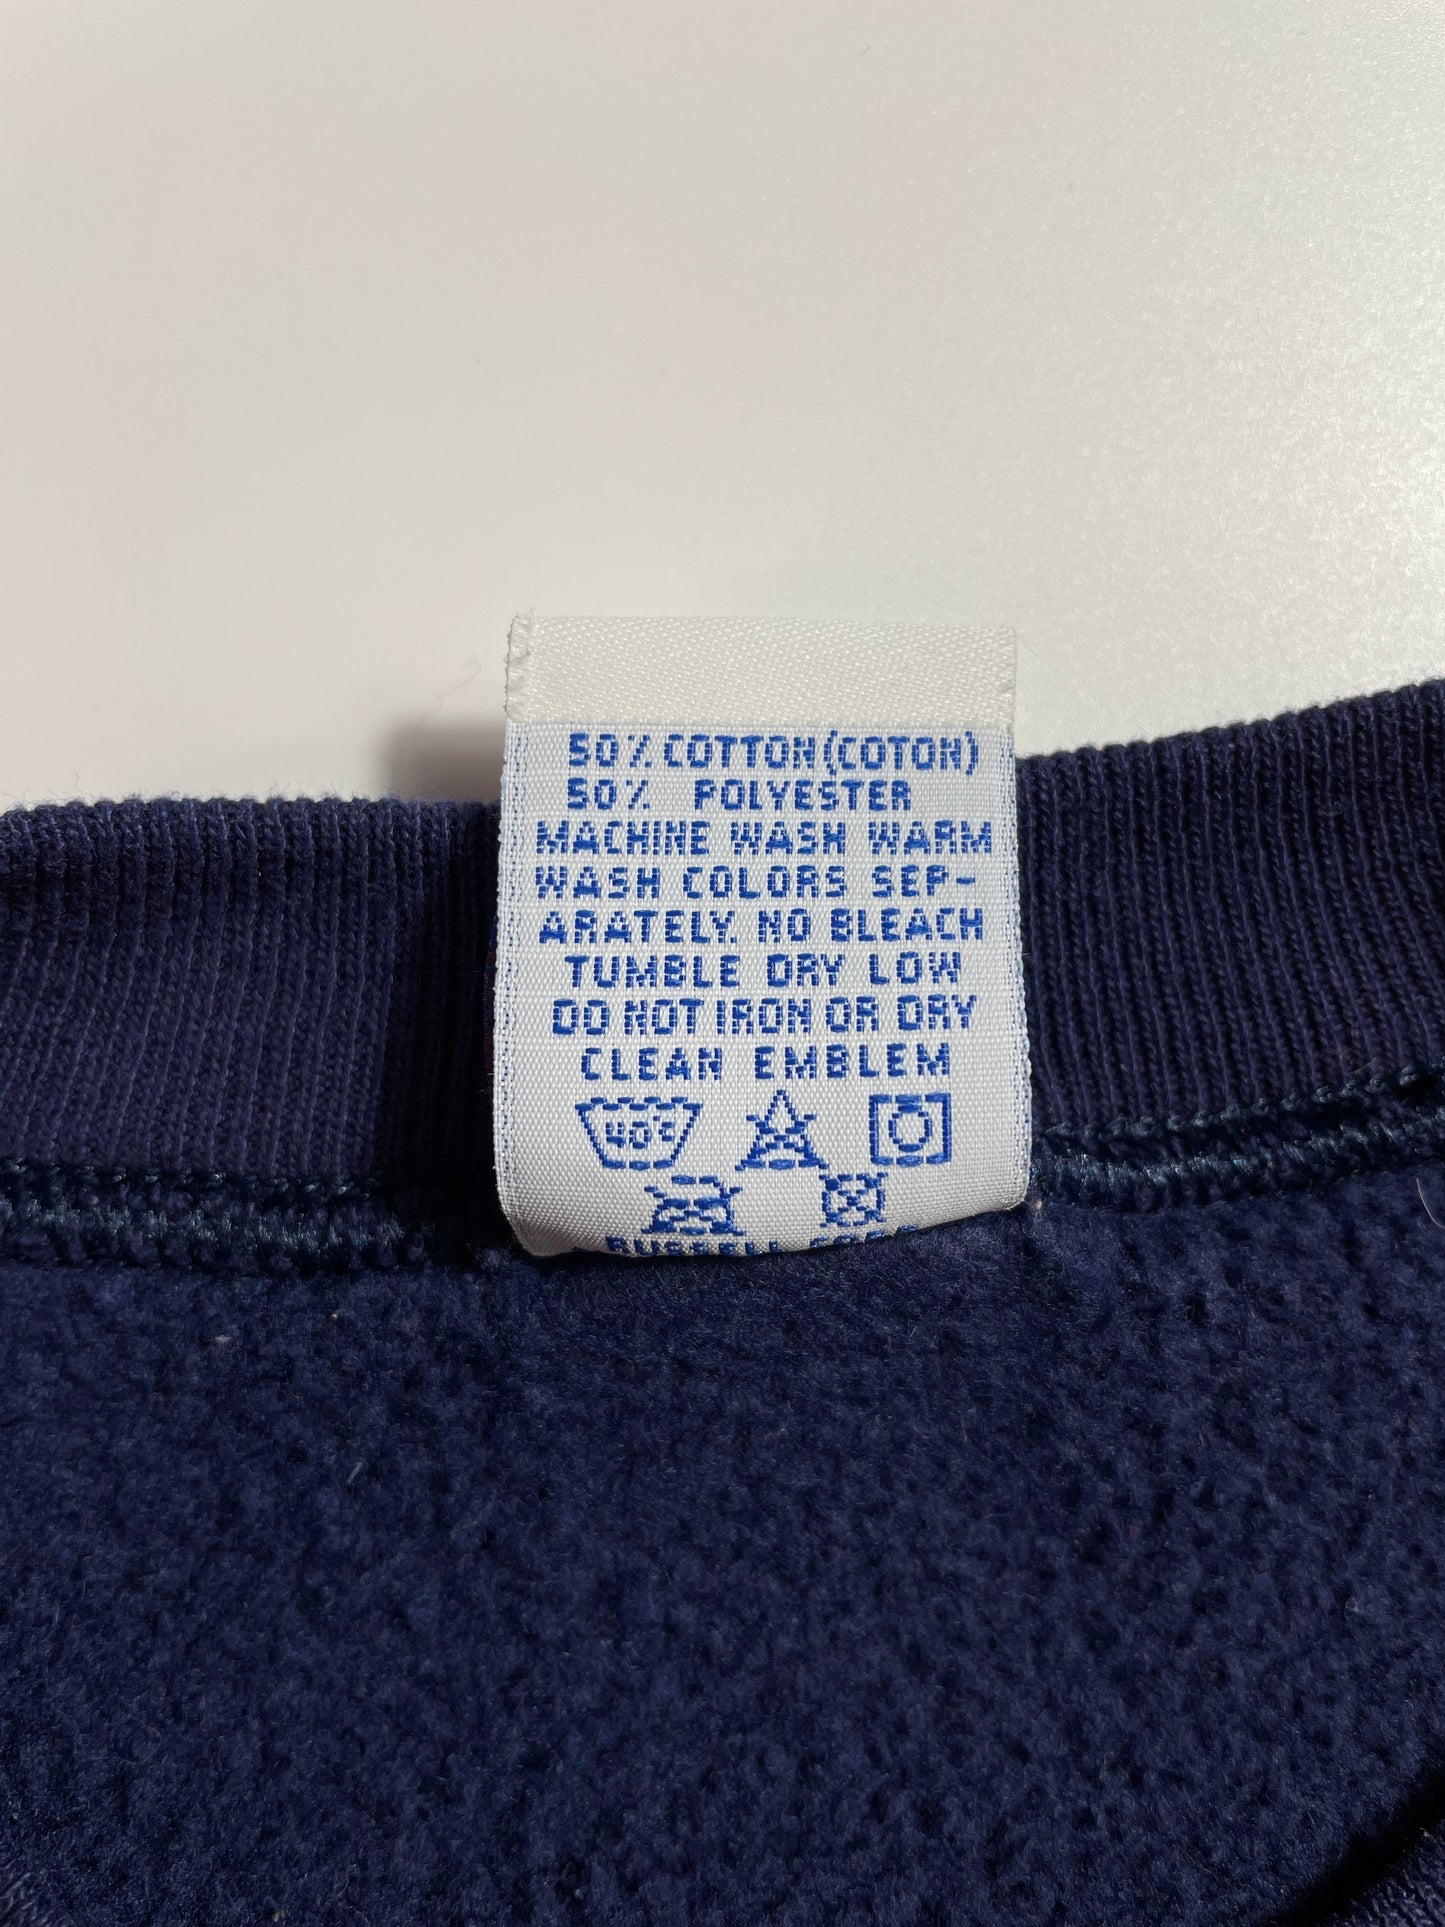 50% COTTON (COTON)
50% POLYESTER
MACHINE WASH WARM
WASH COLORS SEP-
ARATELY. NO BLEACH
TUMBLE DRY LOW
DO NOT IRON OR DRY
CLEAN EMBLEM
40°C
RUSSELL